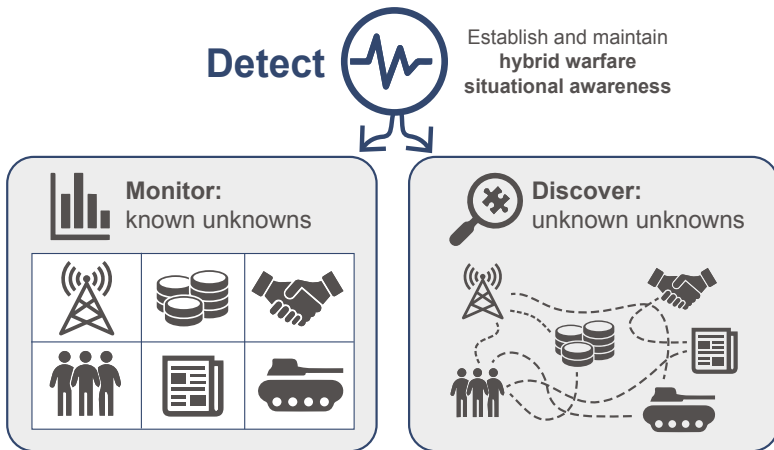 Detect
Establish and maintain
hybrid warfare
situational awareness
Monitor:
known unknowns
Discover:
unknown unknowns